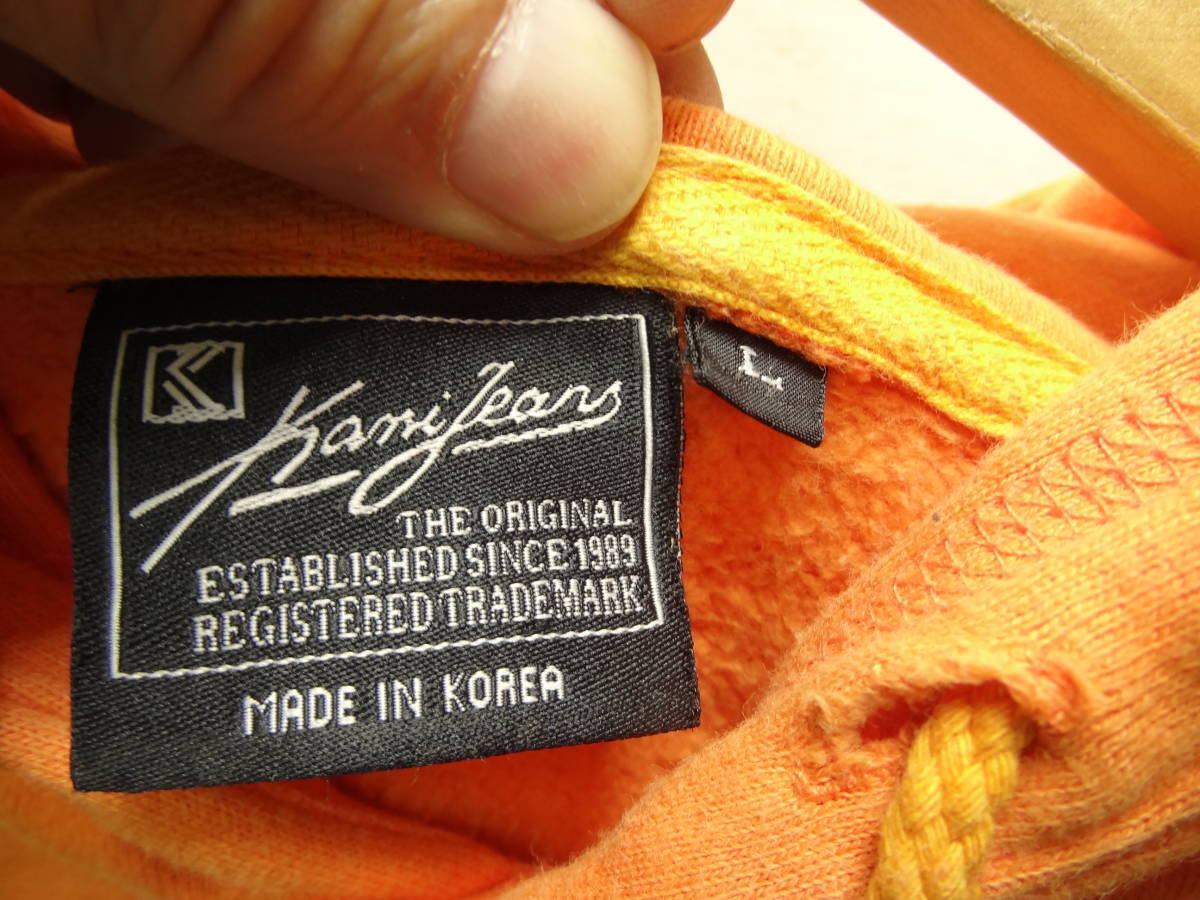 K
Kani Jeans
THE ORIGINAL
ESTABLISHED SINCE 1989
REGISTERED TRADEMARK
MADE IN KOREA
L